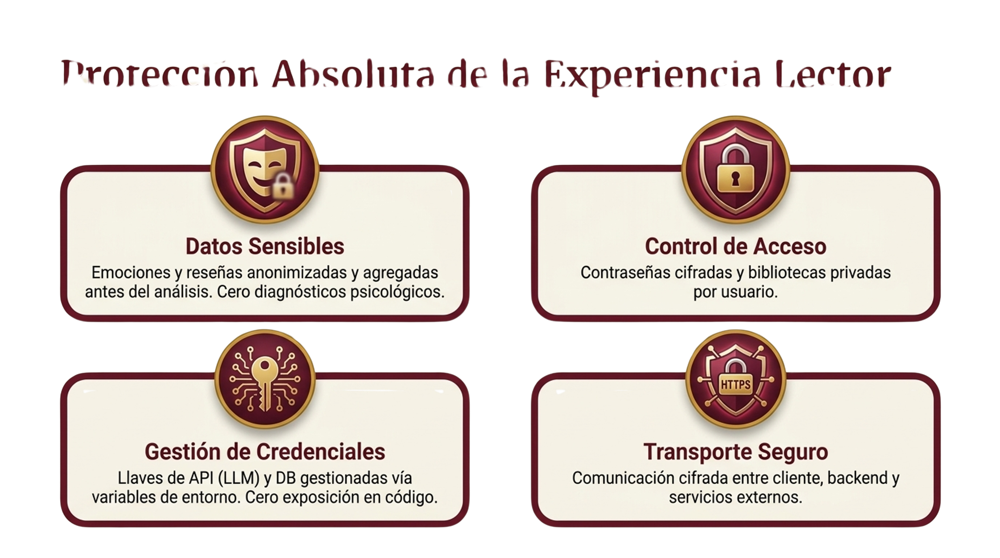 Protección Absoluta de la Experiencia Lector
Datos Sensibles
Emociones y reseñas anonimizadas y agregadas
antes del análisis. Cero diagnósticos psicológicos.
Control de Acceso
Contraseñas cifradas y bibliotecas privadas
por usuario.
Gestión de Credenciales
Llaves de API (LLM) y DB gestionadas vía
variables de entorno. Cero exposición en código.
HTTPS
Transporte Seguro
Comunicación cifrada entre cliente, backend y
servicios externos.